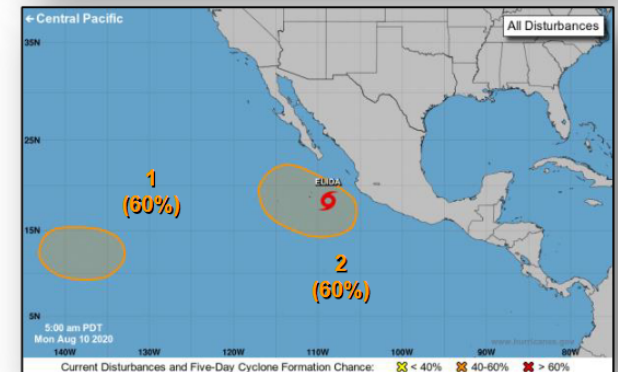 ←Central Pacific
All Disturbances
35N
25N
ELIDA
1
(60%)
15N
2
(60%)
5N
5:00 am PDT
Mon Aug 10 2020
www.hurricanes.gov
140W 130W 120W 110W 100W 90W 80W
Current Disturbances and Five-Day Cyclone Formation Chance: < 40% 40-60% > 60%